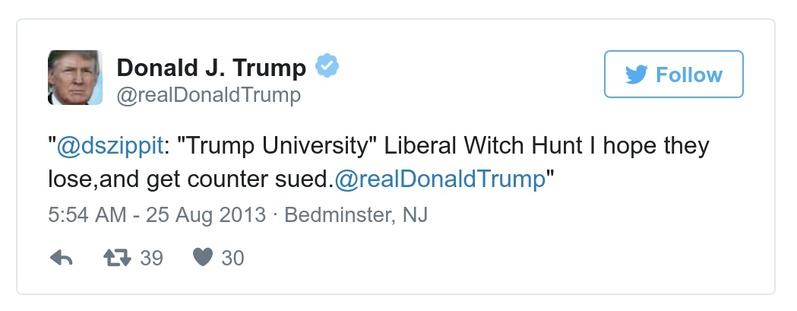 Donald J. Trump
@realDonaldTrump
Follow
"@dszippit: "Trump University" Liberal Witch Hunt I hope they
lose,and get counter sued.@realDonaldTrump"
5:54 AM - 25 Aug 2013 · Bedminster, NJ
39 30